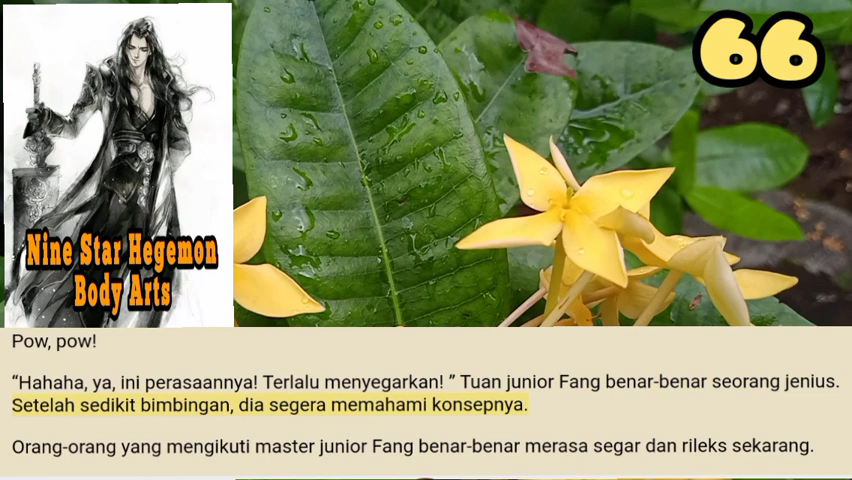 66
Nine Star Hegemon
Body Arts
Pow, pow!
“Hahaha, ya, ini perasaannya! Terlalu menyegarkan! ” Tuan junior Fang benar-benar seorang jenius.
Setelah sedikit bimbingan, dia segera memahami konsepnya.
Orang-orang yang mengikuti master junior Fang benar-benar merasa segar dan rileks sekarang.